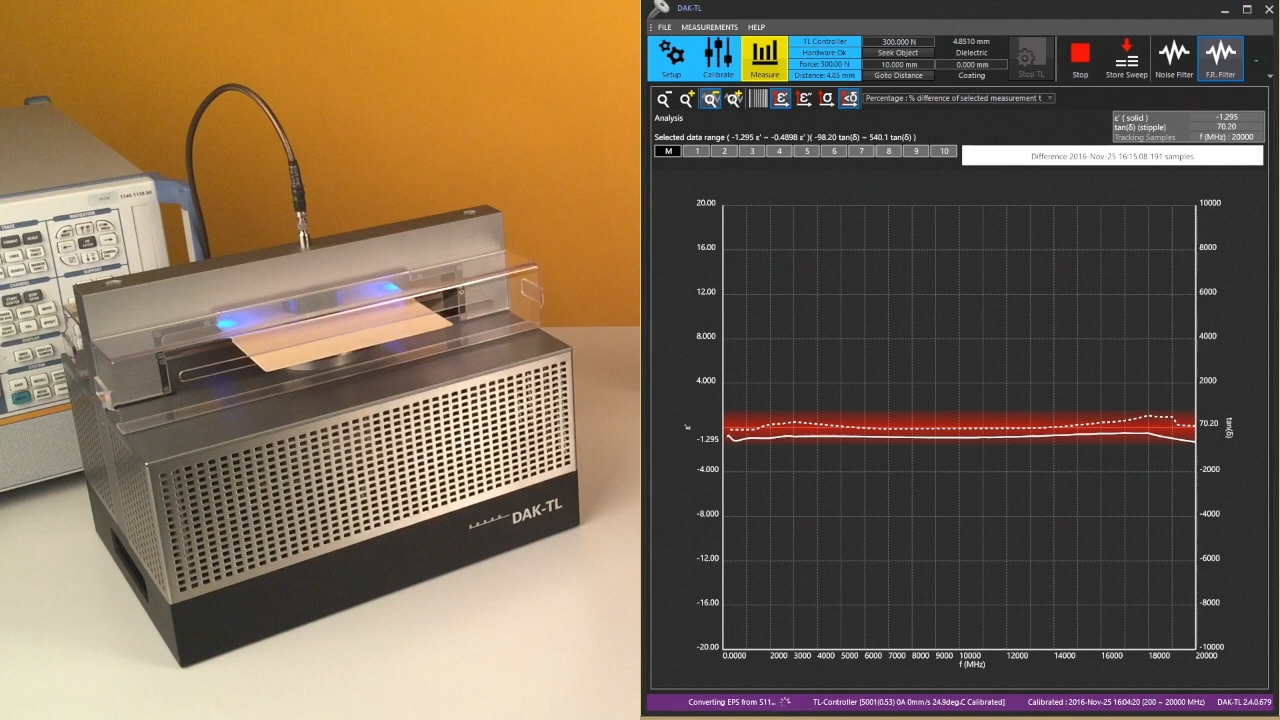 DAK-TL
FILE MEASUREMENTS HELP
TL Controller
Hardware Ok
Force: 300.00 N
Distance: 4.85 mm
300.000 N
Seek Object
10.000 mm
Goto Distance
4.8510 mm
Dielectric
0.000 mm
Coating
Setup Calibrate Measure Stop TL Stop Store Sweep Noise Filter F.R. Filter
ε' ε" σ <δ
Percentage : % difference of selected measurement t
Analysis
ε' ( solid ) -1.295
tan(δ) (stipple) 70.20
Tracking Samples f (MHz) : 20000
Selected data range ( -1.295 ε' ~ -0.4898 ε' )( -98.20 tan(δ) ~ 540.1 tan(δ) )
M 1 2 3 4 5 6 7 8 9 10
Difference 2016-Nov-25 16:15:08 191 samples.
20.00 10000
16.00 8000
12.00 6000
8.000 4000
4.000 2000
ε' 70.20 tan(δ)
-1.295
-4.000 -2000
-8.000 -4000
-12.00 -6000
-16.00 -8000
-20.00 -10000
0.0000 2000 3000 4000 5000 6000 7000 8000 9000 10000 12000 14000 16000 18000 20000
f (MHz)
Converting EPS from S11... TL-Controller [5001(0.53) 0A 0mm/s 24.9deg.C Calibrated] Calibrated : 2016-Nov-25 16:04:20 (200 ~ 20000 MHz) DAK-TL 2.4.0.679
DAK-TL